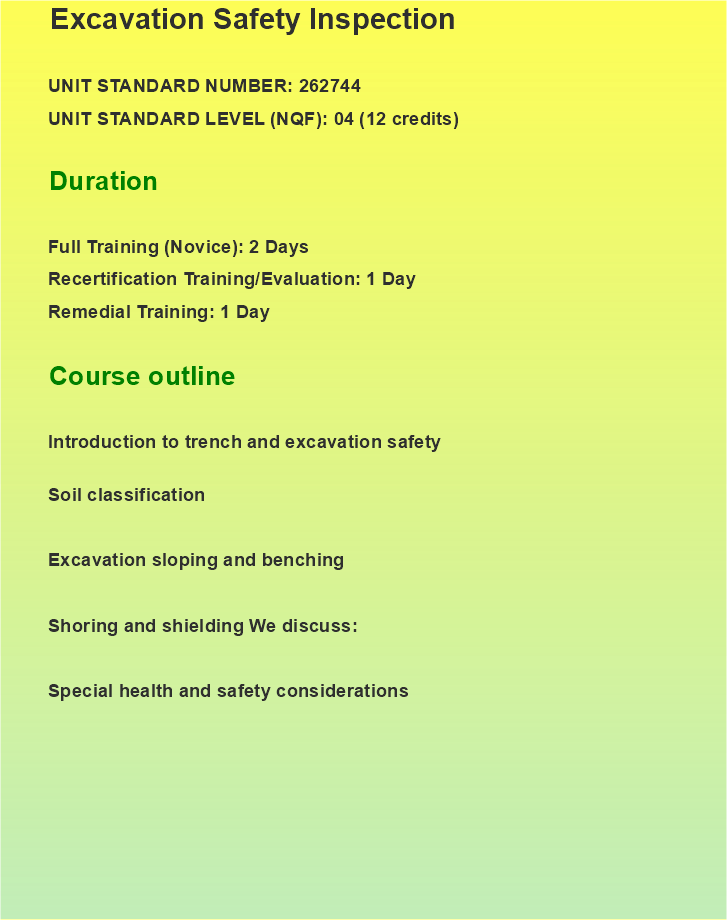 Excavation Safety Inspection
UNIT STANDARD NUMBER: 262744
UNIT STANDARD LEVEL (NQF): 04 (12 credits)
Duration
Full Training (Novice): 2 Days
Recertification Training/Evaluation: 1 Day
Remedial Training: 1 Day
Course outline
Introduction to trench and excavation safety
Soil classification
Excavation sloping and benching
Shoring and shielding We discuss:
Special health and safety considerations